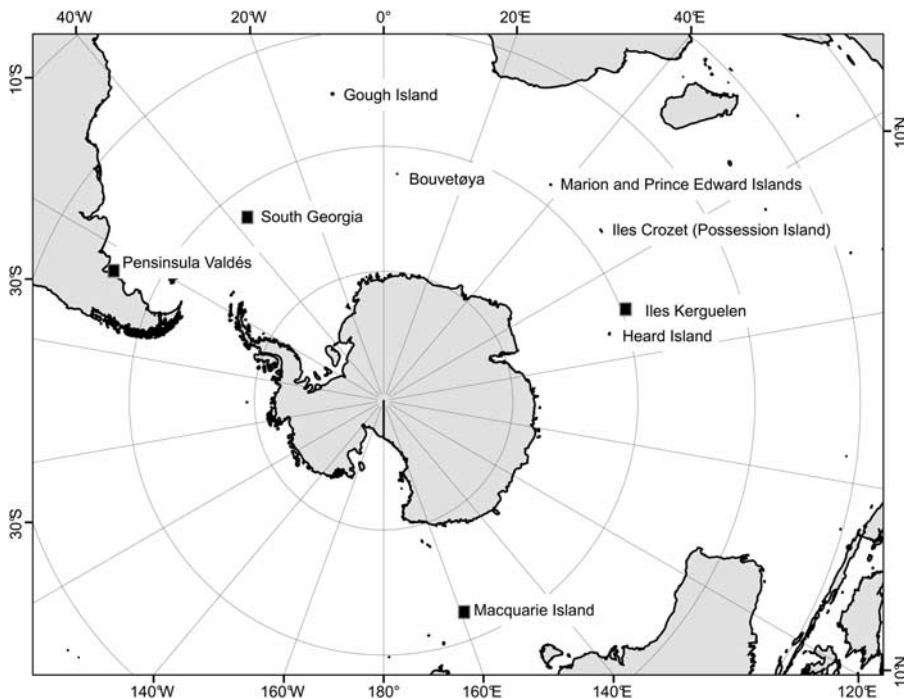 40°W 20°W 0° 20°E 40°E
10°S
Gough Island
10°N
Bouvetøya
Marion and Prince Edward Islands
South Georgia
Iles Crozet (Possession Island)
Pensinsula Valdés
30°S
Iles Kerguelen
Heard Island
30°S
Macquarie Island
10°N
140°W 160°W 180° 160°E 140°E 120°E